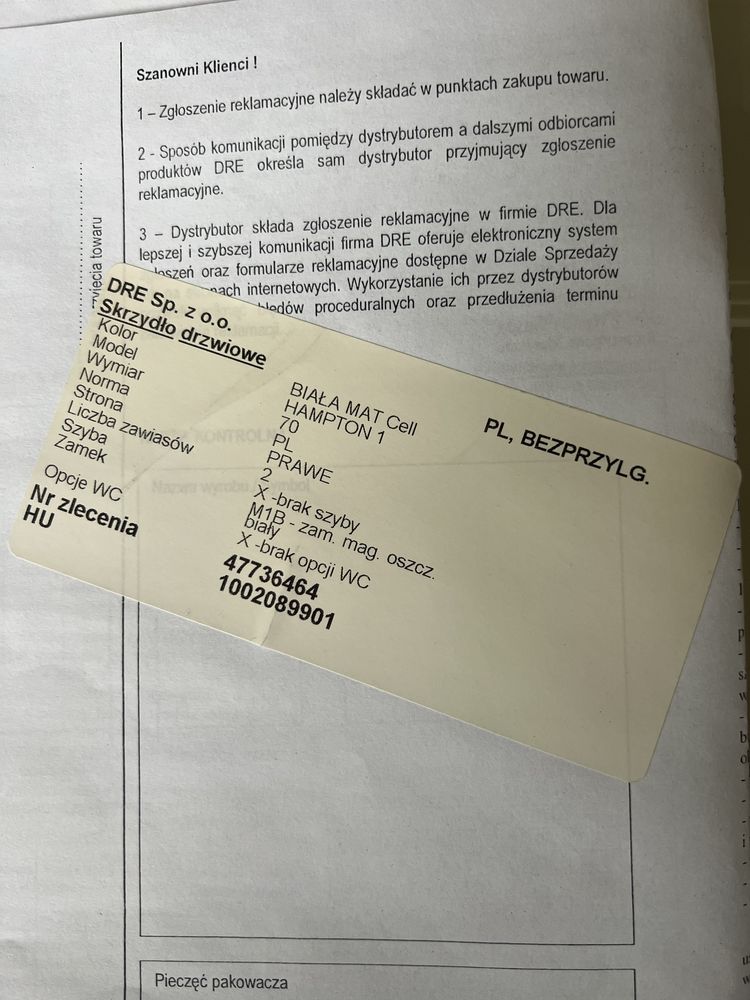 Szanowni Klienci !
1 – Zgłoszenie reklamacyjne należy składać w punktach zakupu towaru.
2 - Sposób komunikacji pomiędzy dystrybutorem a dalszymi odbiorcami
produktów DRE określa sam dystrybutor przyjmujący zgłoszenie
reklamacyjne.
3 – Dystrybutor składa zgłoszenie reklamacyjne w firmie DRE. Dla
lepszej i szybszej komunikacji firma DRE oferuje elektroniczny system
oraz formularze reklamacyjne dostępne w Dziale Sprzedaży
internetowych. Wykorzystanie ich przez dystrybutorów
proceduralnych oraz przedłużenia terminu
towaru
DRE Sp. z o.o.
Skrzydło drzwiowe
Kolor BIAŁA MAT Cell PL, BEZPRZYLG.
Model HAMPTON 1
Wymiar 70
Norma PL
Strona PRAWE
Liczba zawiasów 2
Szyba X -brak szyby
Zamek M1B - zam. mag. oszcz.
biały
Opcje WC X -brak opcji WC
Nr zlecenia 47736464
HU 1002089901
Pieczęć pakowacza